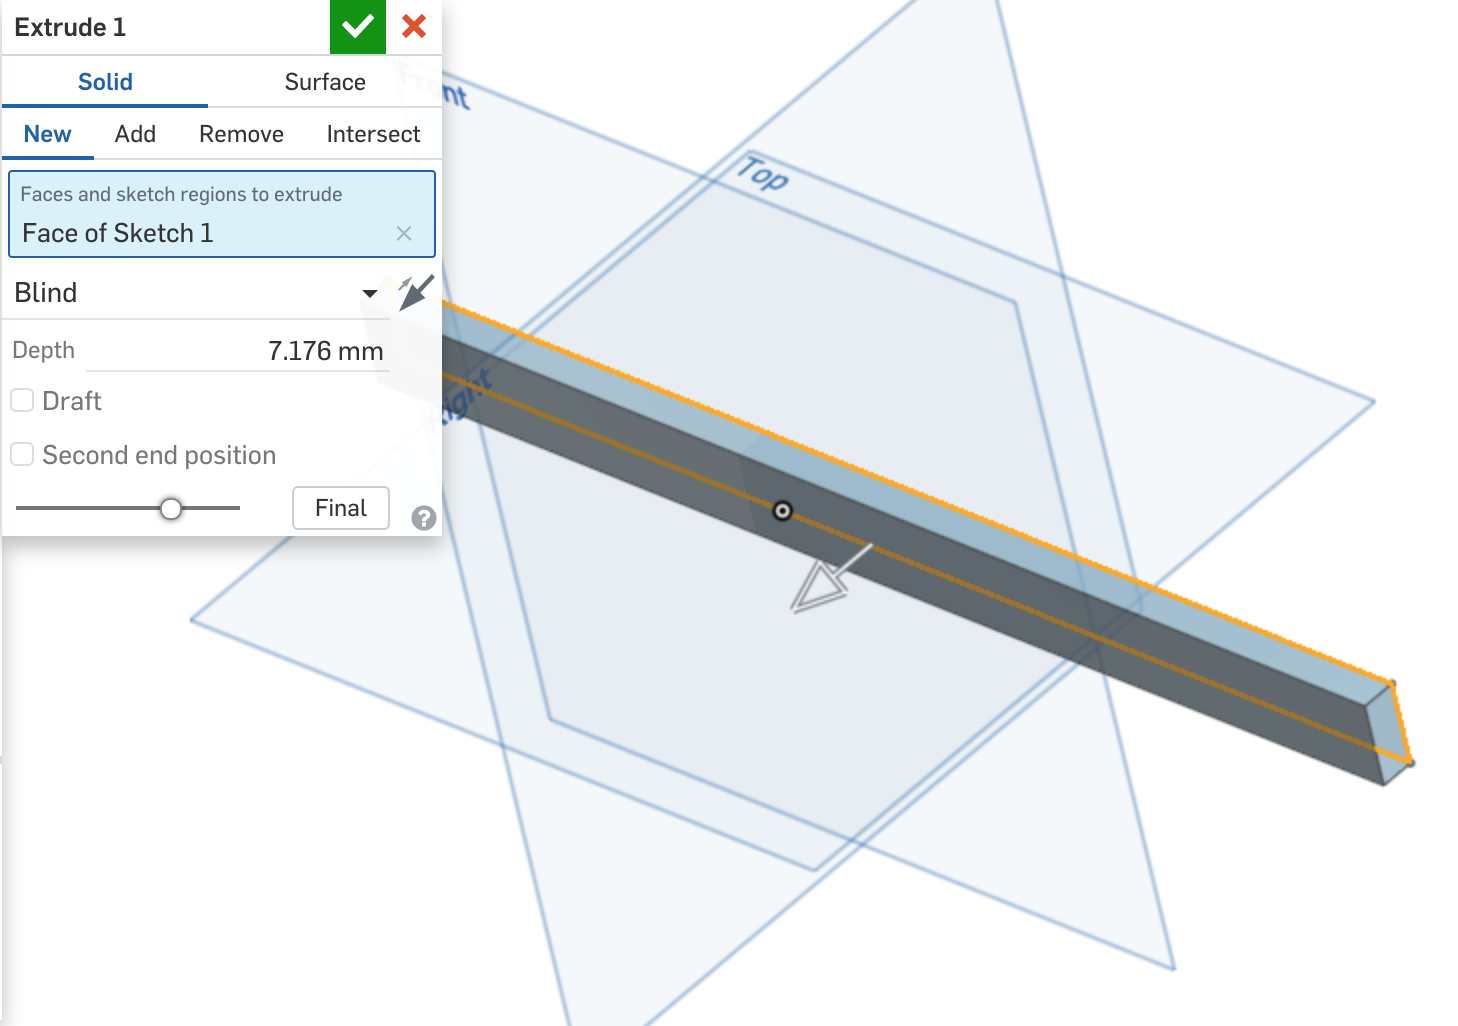 Extrude 1
Solid Surface
New Add Remove Intersect
Faces and sketch regions to extrude
Face of Sketch 1
Blind
Depth 7.176 mm
Draft
Second end position
Final
?
Front
Top
Right